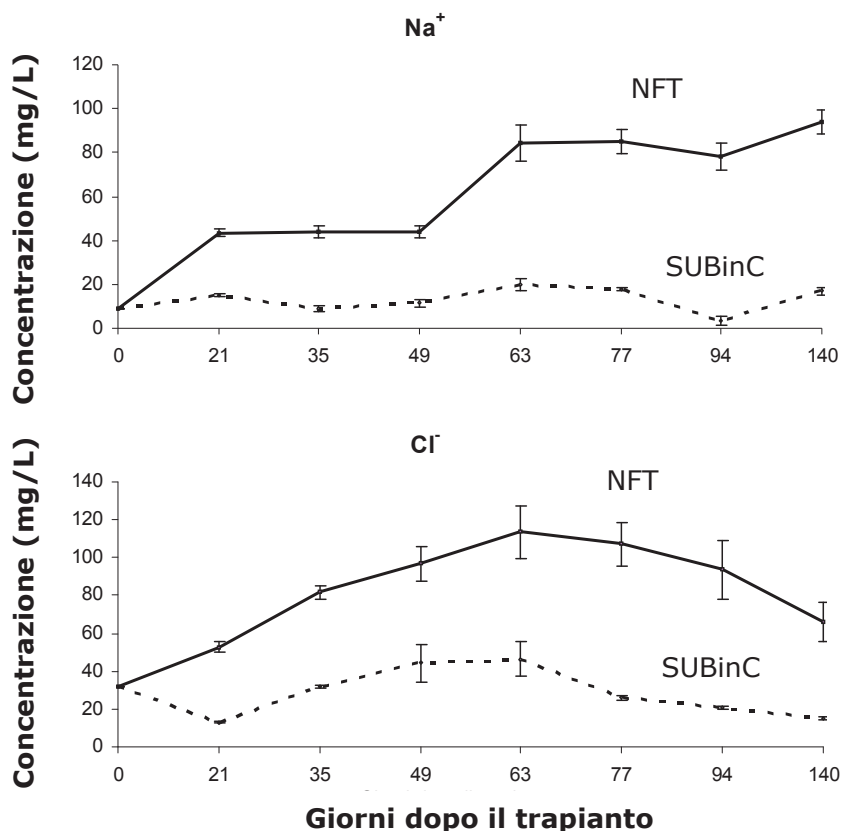 Na+
Concentrazione (mg/L)
120
100
80
60
40
20
0
NFT
SUBinC
0 21 35 49 63 77 94 140
Cl-
Concentrazione (mg/L)
140
120
100
80
60
40
20
0
NFT
SUBinC
0 21 35 49 63 77 94 140
Giorni dopo il trapianto